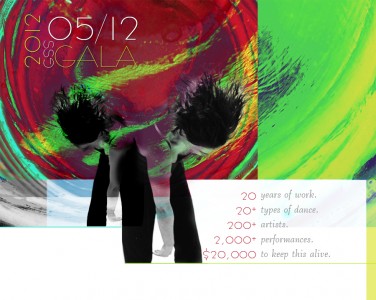 2012
GSS
05/12
GALA...
20 years of work.
20+ types of dance.
200+ artists.
2,000+ performances.
$20,000 to keep this alive.